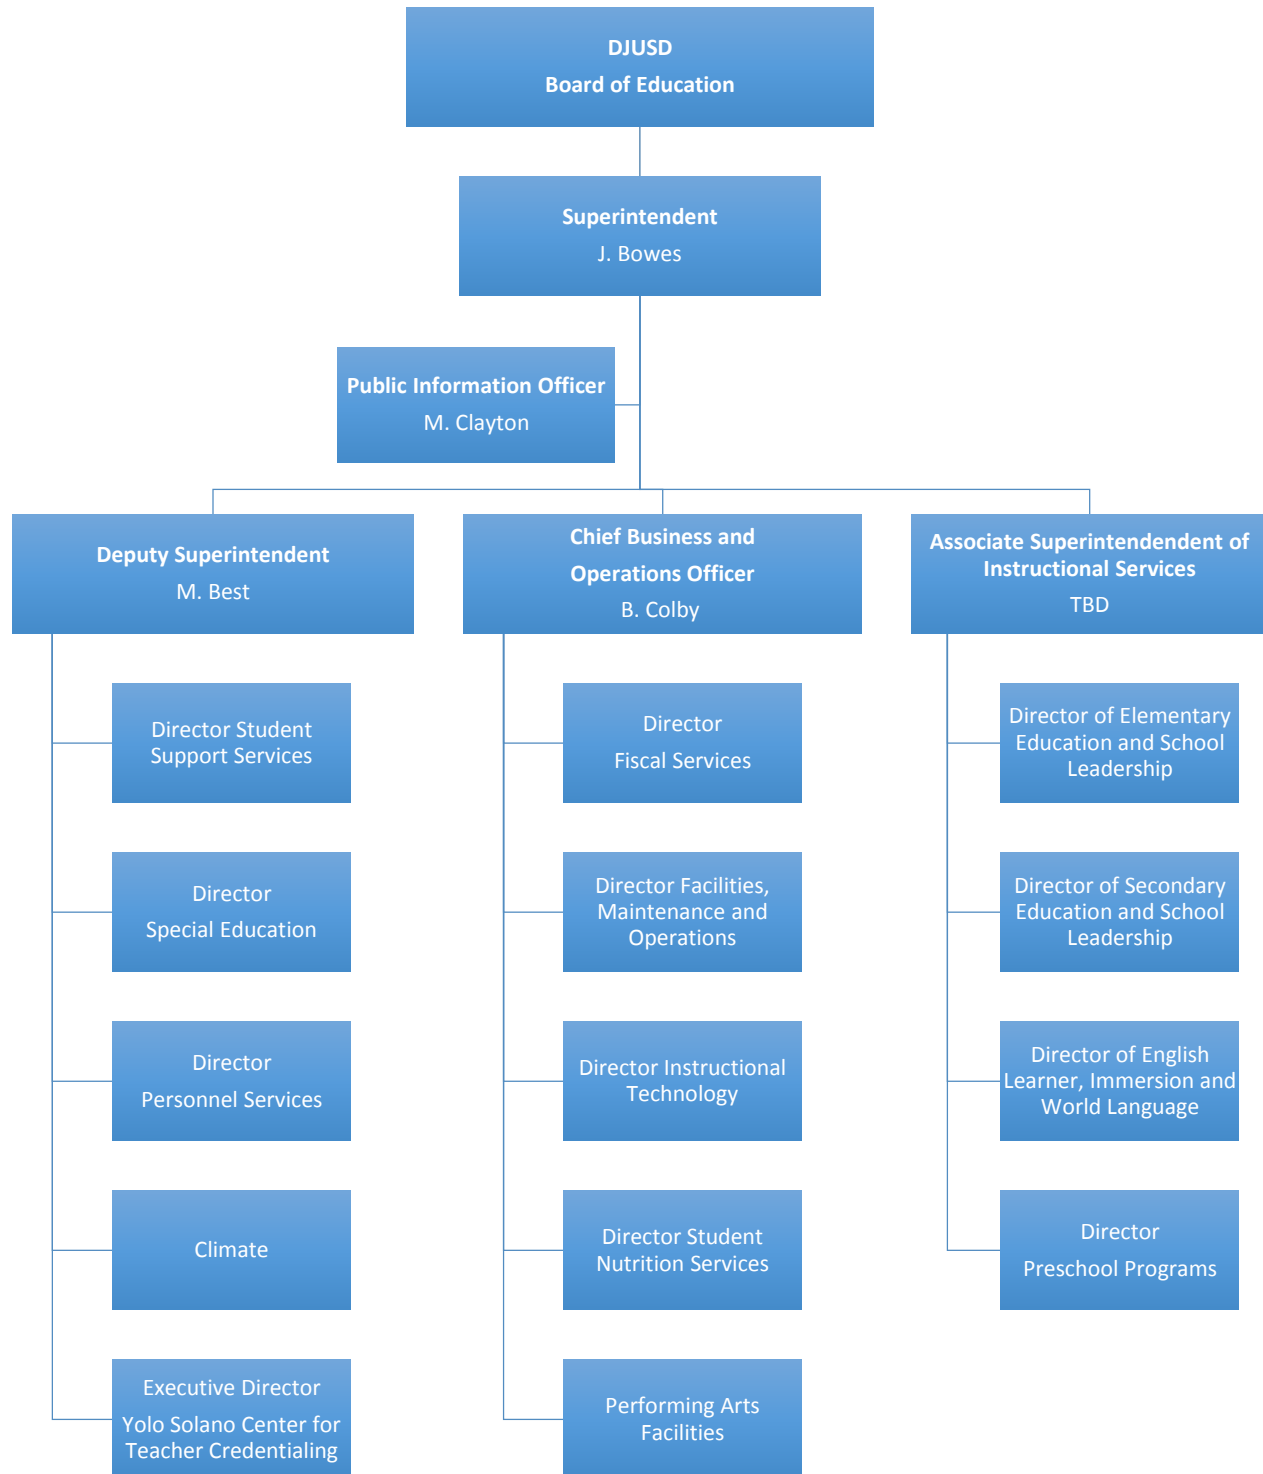 DJUSD
Board of Education
Superintendent
J. Bowes
Public Information Officer
M. Clayton
Deputy Superintendent
M. Best
Chief Business and
Operations Officer
B. Colby
Associate Superintendendent of
Instructional Services
TBD
Director Student
Support Services
Director
Special Education
Director
Personnel Services
Climate
Executive Director
Yolo Solano Center for
Teacher Credentialing
Director
Fiscal Services
Director Facilities,
Maintenance and
Operations
Director Instructional
Technology
Director Student
Nutrition Services
Performing Arts
Facilities
Director of Elementary
Education and School
Leadership
Director of Secondary
Education and School
Leadership
Director of English
Learner, Immersion and
World Language
Director
Preschool Programs